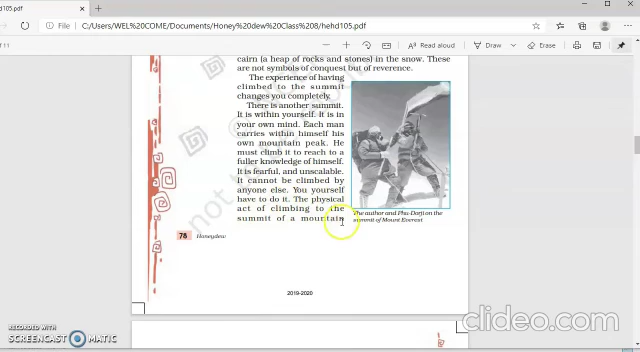 hd105.pdf
C:/Users/WEL COME/Documents/Honey dew Class 208/hehd105.pdf
of 11
Read aloud
Draw
Erase
cairn (a heap of rocks and stones) in the snow. These
are not symbols of conquest but of reverence.
The experience of having
climbed to the summit
changes you completely.
There is another summit.
It is within yourself. It is in
your own mind. Each man
carries within himself his
own mountain peak. He
must climb it to reach to a
fuller knowledge of himself.
It is fearful, and unscalable.
It cannot be climbed by
anyone else. You yourself
have to do it. The physical
act of climbing to the
summit of a mountain
The author and Phu-Dorji on the
summit of Mount Everest
78 Honeydew
2019-2020
RECORDED WITH
SCREENCAST MATIC
clideo.com